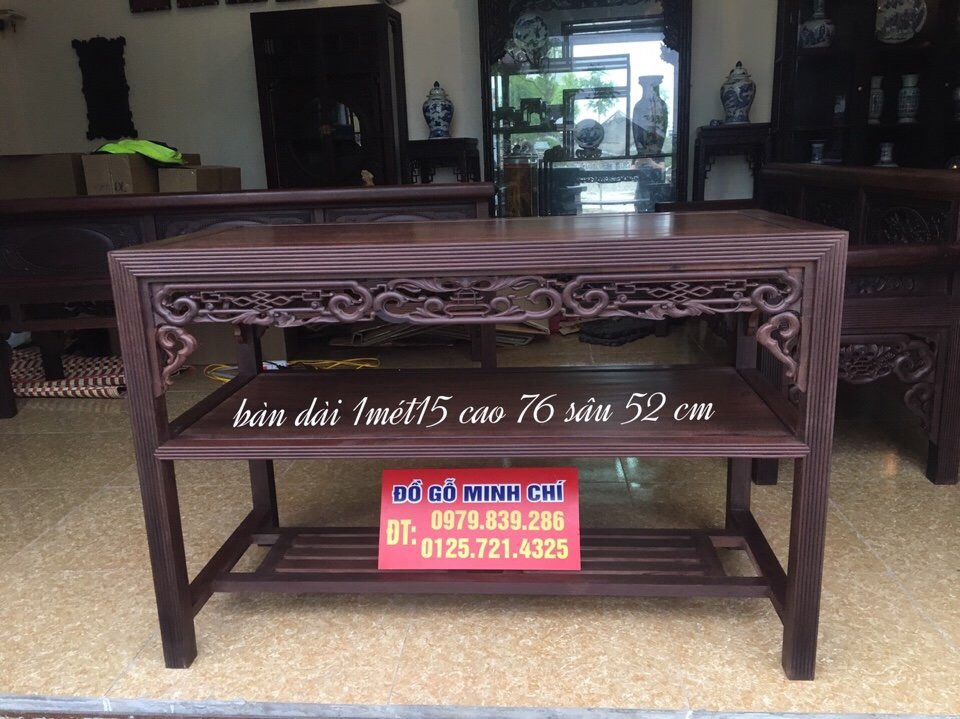 bàn dài 1mét15 cao 76 sâu 52 cm
ĐỒ GỖ MINH CHÍ
ĐT: 0979.839.286
0125.721.4325